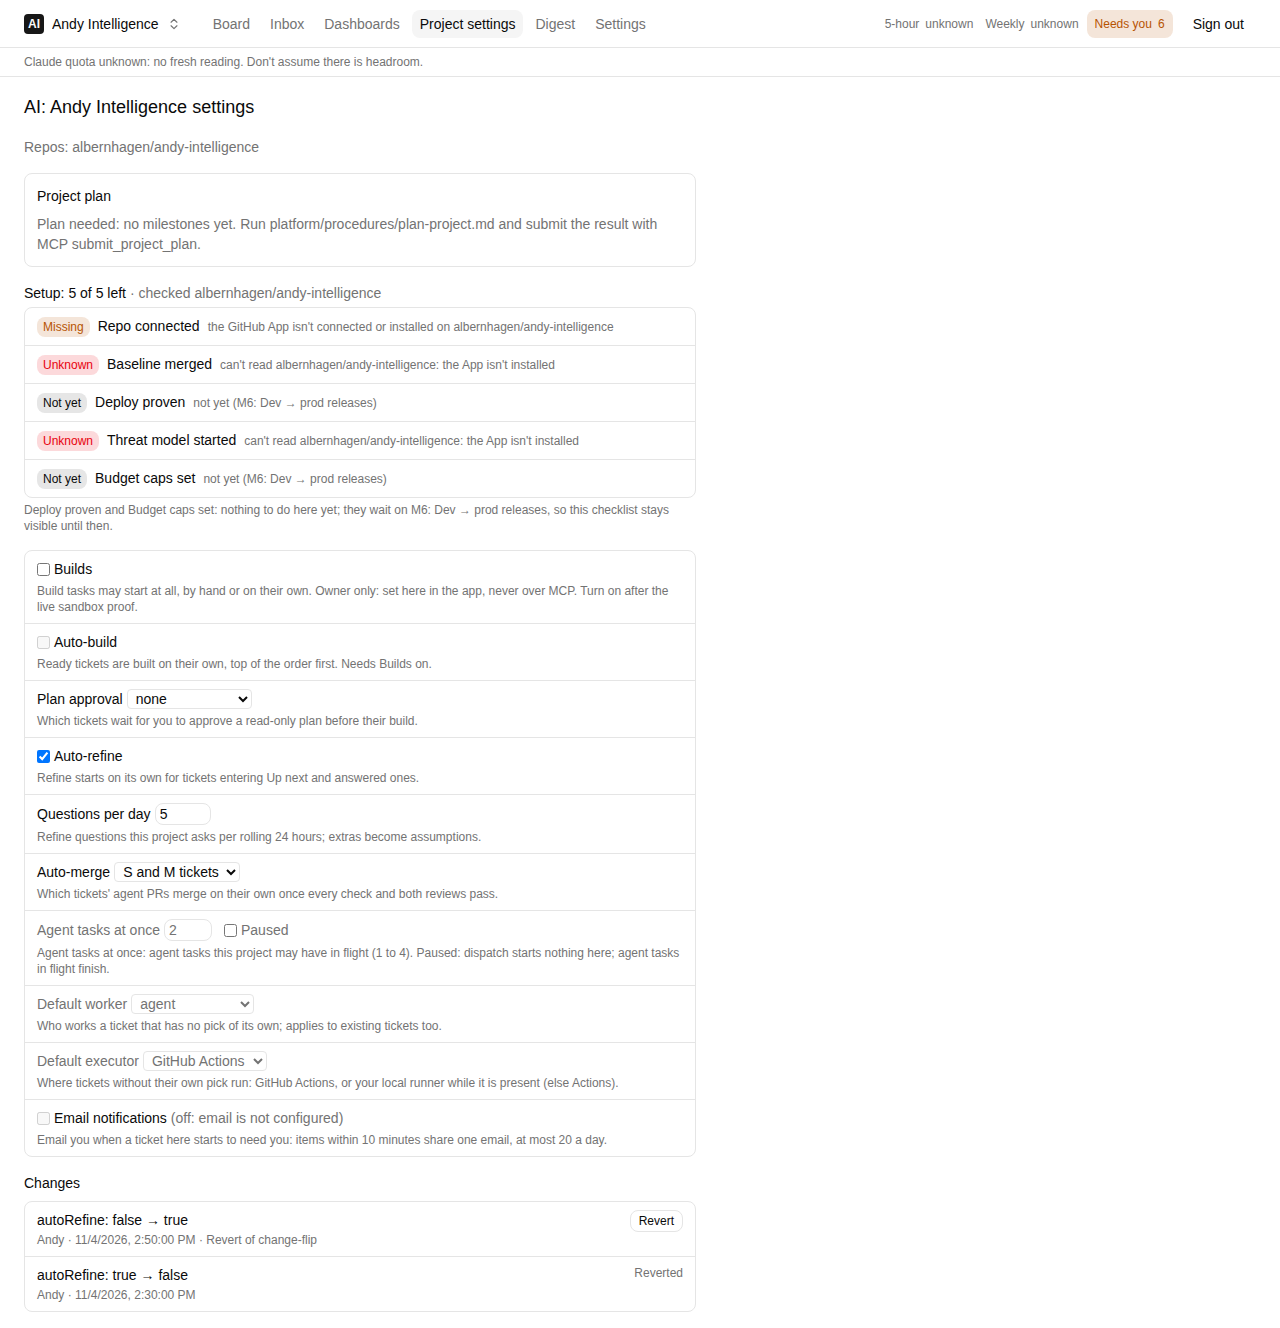 AI Andy Intelligence Board Inbox Dashboards Project settings Digest Settings 5-hour unknown Weekly unknown Needs you 6 Sign out
Claude quota unknown: no fresh reading. Don't assume there is headroom.
AI: Andy Intelligence settings
Repos: albernhagen/andy-intelligence
Project plan
Plan needed: no milestones yet. Run platform/procedures/plan-project.md and submit the result with
MCP submit_project_plan.
Setup: 5 of 5 left · checked albernhagen/andy-intelligence
Missing Repo connected the GitHub App isn't connected or installed on albernhagen/andy-intelligence
Unknown Baseline merged can't read albernhagen/andy-intelligence: the App isn't installed
Not yet Deploy proven not yet (M6: Dev → prod releases)
Unknown Threat model started can't read albernhagen/andy-intelligence: the App isn't installed
Not yet Budget caps set not yet (M6: Dev → prod releases)
Deploy proven and Budget caps set: nothing to do here yet; they wait on M6: Dev → prod releases, so this checklist stays
visible until then.
Builds
Build tasks may start at all, by hand or on their own. Owner only: set here in the app, never over MCP. Turn on after the
live sandbox proof.
Auto-build
Ready tickets are built on their own, top of the order first. Needs Builds on.
Plan approval none
Which tickets wait for you to approve a read-only plan before their build.
Auto-refine
Refine starts on its own for tickets entering Up next and answered ones.
Questions per day 5
Refine questions this project asks per rolling 24 hours; extras become assumptions.
Auto-merge S and M tickets
Which tickets' agent PRs merge on their own once every check and both reviews pass.
Agent tasks at once 2 Paused
Agent tasks at once: agent tasks this project may have in flight (1 to 4). Paused: dispatch starts nothing here; agent tasks
in flight finish.
Default worker agent
Who works a ticket that has no pick of its own; applies to existing tickets too.
Default executor GitHub Actions
Where tickets without their own pick run: GitHub Actions, or your local runner while it is present (else Actions).
Email notifications (off: email is not configured)
Email you when a ticket here starts to need you: items within 10 minutes share one email, at most 20 a day.
Changes
autoRefine: false → true Revert
Andy · 11/4/2026, 2:50:00 PM · Revert of change-flip
autoRefine: true → false Reverted
Andy · 11/4/2026, 2:30:00 PM